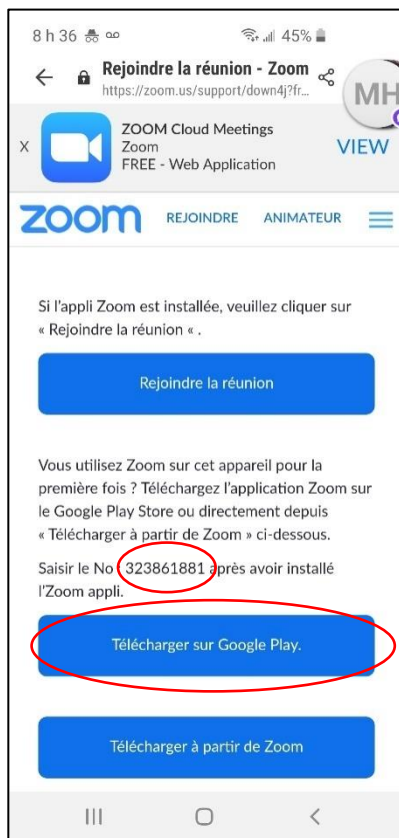 8 h 36 45%
Rejoindre la réunion - Zoom
https://zoom.us/support/down4j?fr...
MH
X
ZOOM Cloud Meetings
Zoom
FREE - Web Application
VIEW
zoom REJOINDRE ANIMATEUR
Si l'appli Zoom est installée, veuillez cliquer sur
« Rejoindre la réunion « .
Rejoindre la réunion
Vous utilisez Zoom sur cet appareil pour la
première fois ? Téléchargez l'application Zoom sur
le Google Play Store ou directement depuis
« Télécharger à partir de Zoom » ci-dessous.
Saisir le No : 323861881 après avoir installé
l'Zoom appli.
Télécharger sur Google Play.
Télécharger à partir de Zoom